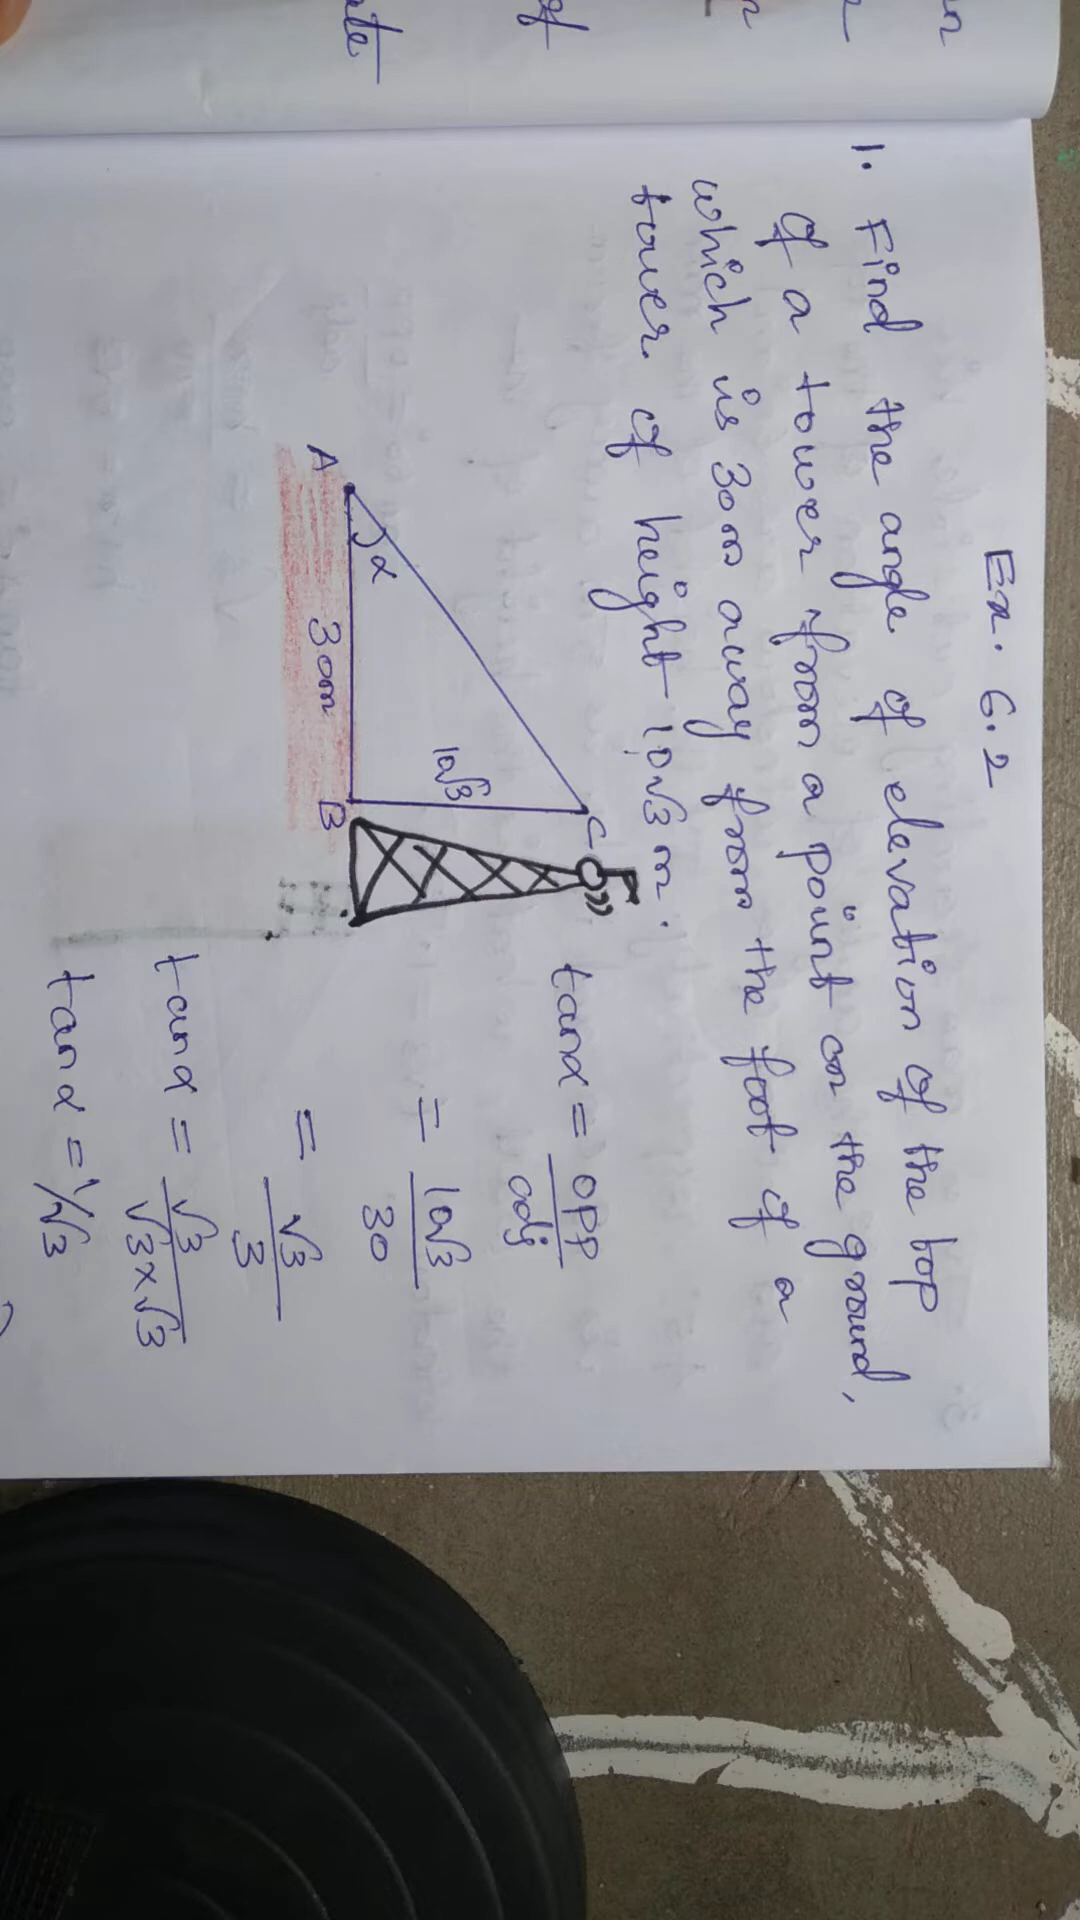 Ex. 6.2
1. Find the angle of elevation of the top
of a tower from a point on the ground,
which is 30m away from the foot of a
tower of height 10√3 m.
C
10√3
α
A
30m
B
tanα = opp/adj
= 10√3/30
= √3/3
tanα = √3/√3×√3
tanα = 1/√3
of